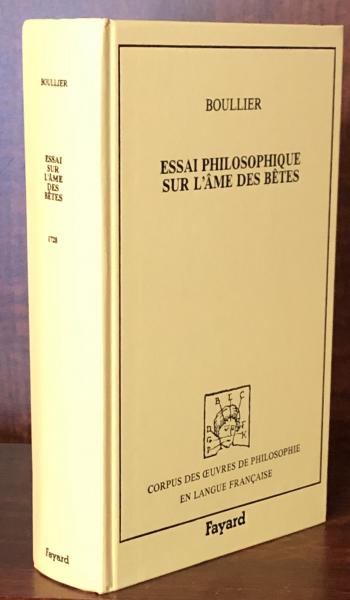 BOULLIER
ESSAI
SUR
L'ÂME
DES
BÊTES
1728
Fayard
BOULLIER
ESSAI PHILOSOPHIQUE
SUR L'ÂME DES BÊTES
B L C
D F
G K
P
CORPUS DES ŒUVRES DE PHILOSOPHIE
EN LANGUE FRANÇAISE
Fayard